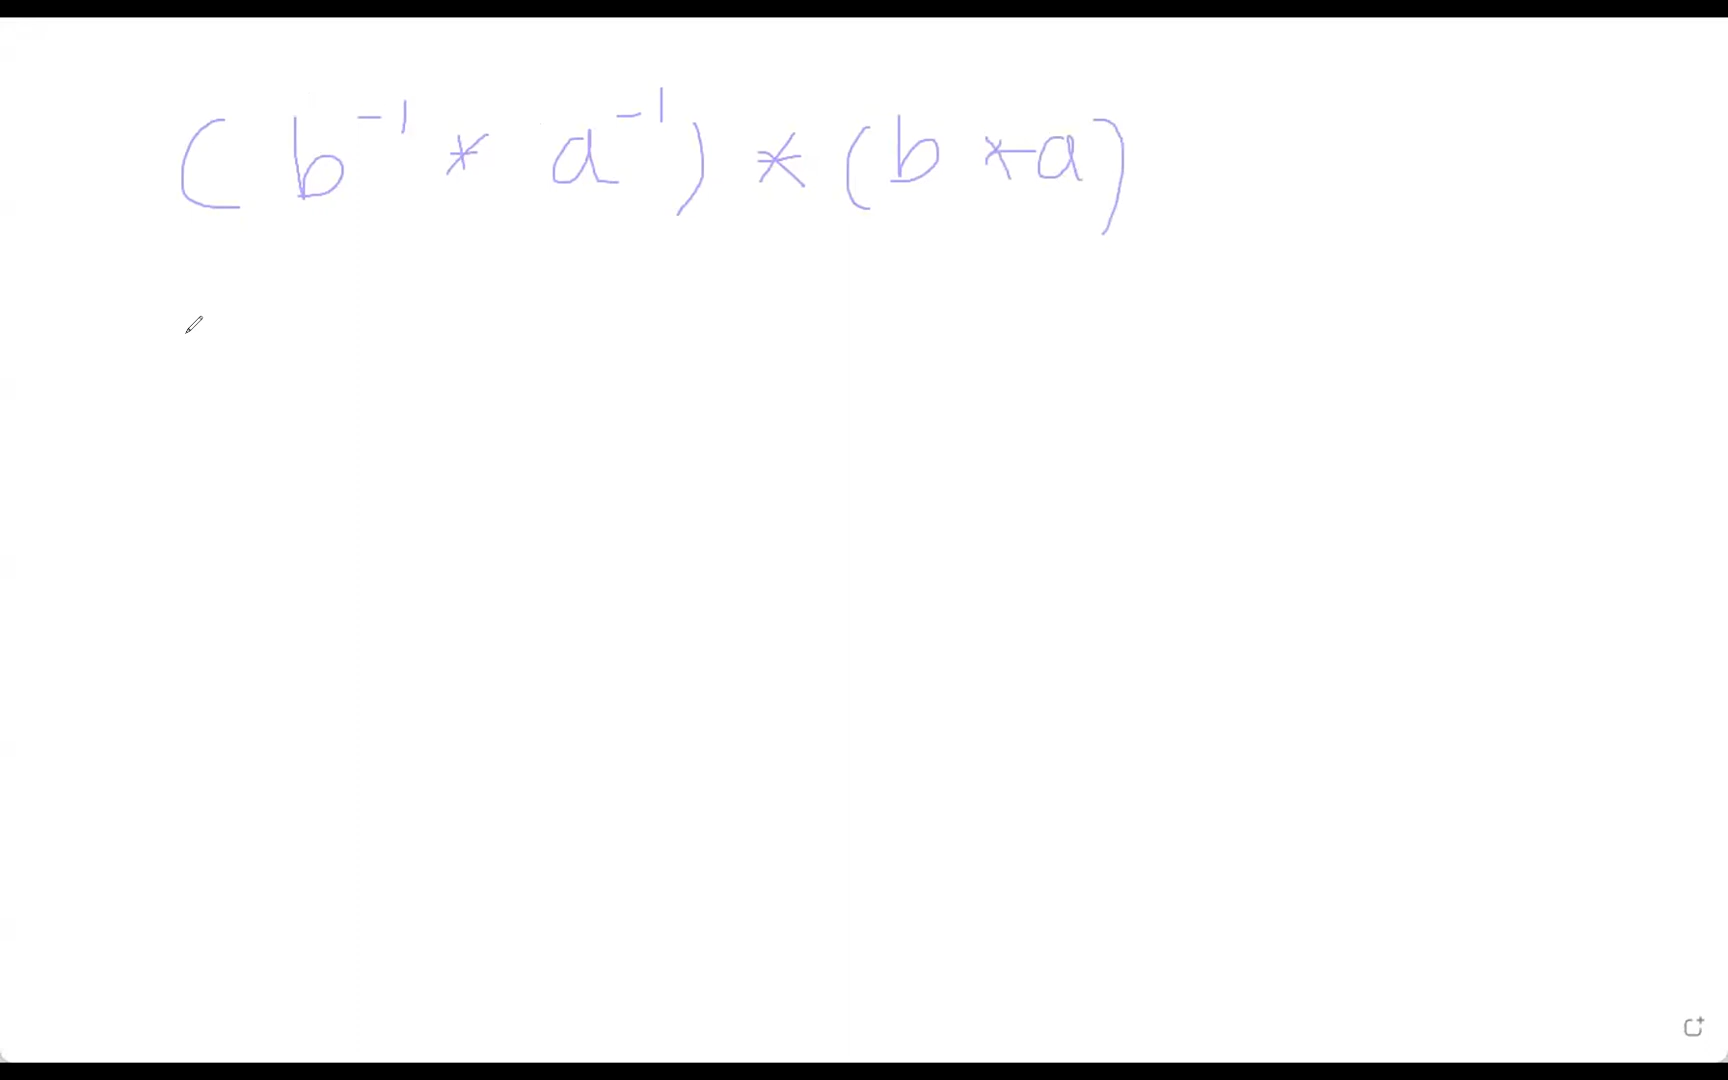 ( b⁻¹ * a⁻¹ ) * ( b * a )